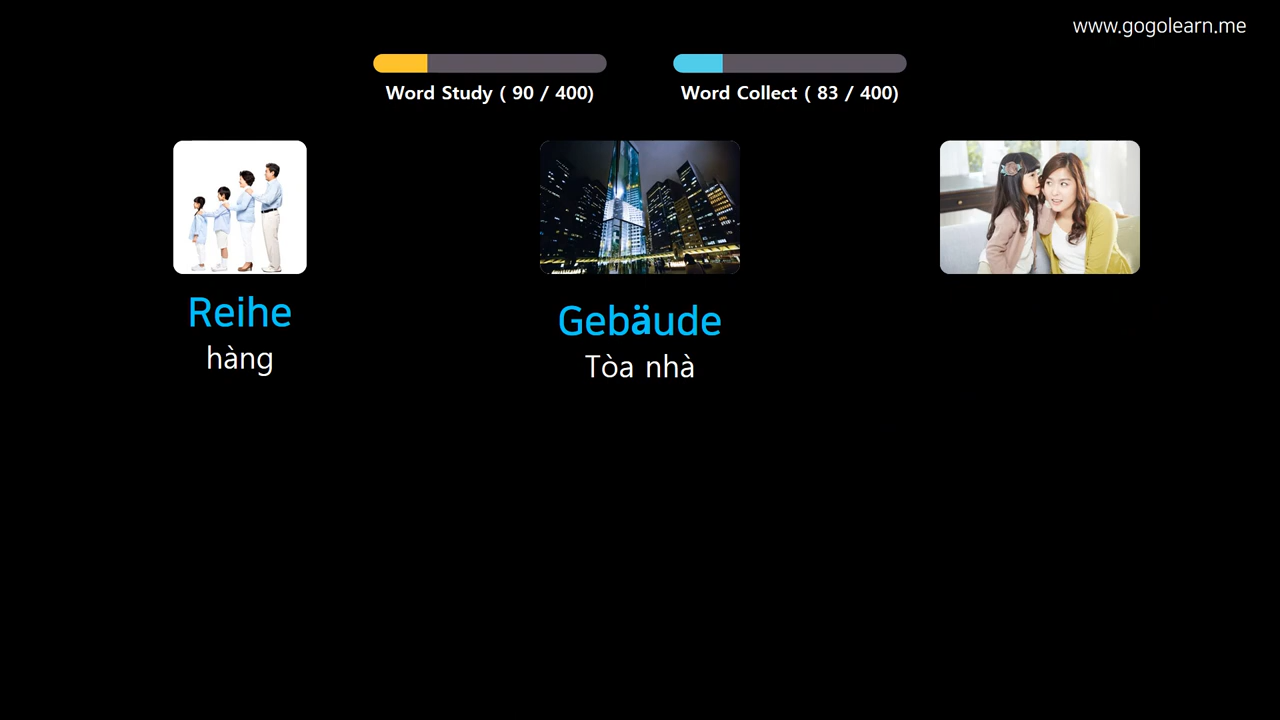 www.gogolearn.me
Word Study ( 90 / 400)
Word Collect ( 83 / 400)
Reihe
hàng
Gebäude
Tòa nhà